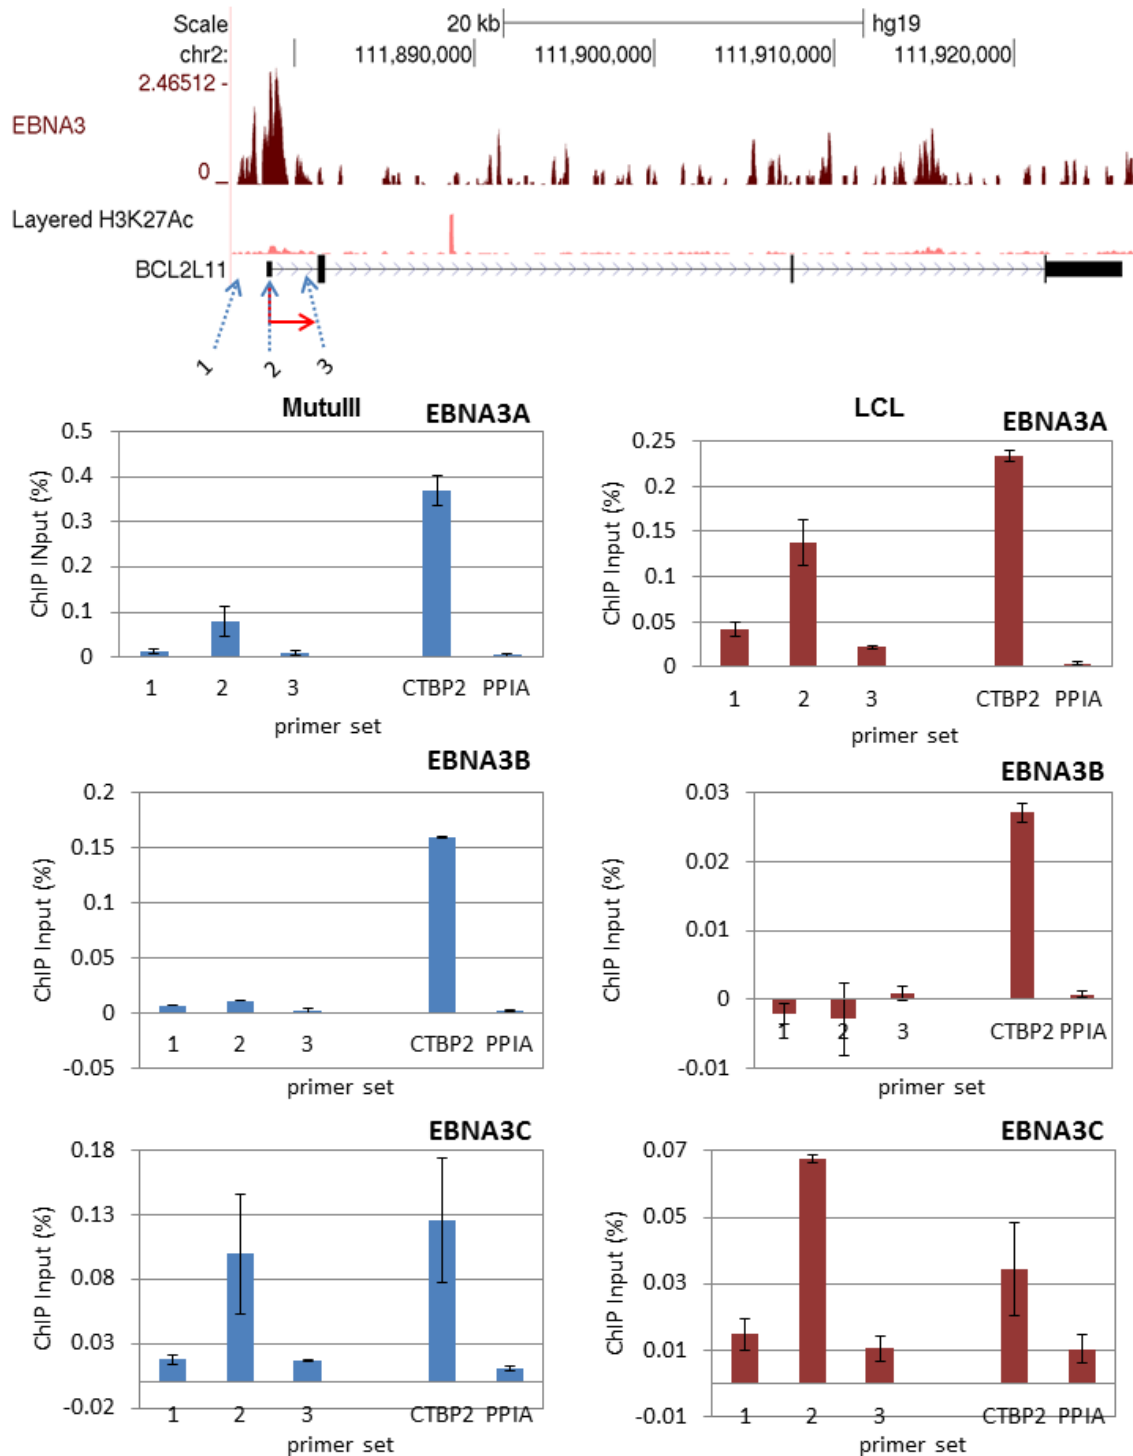 Scale 20 kb hg19
chr2: 111,890,000 111,900,000 111,910,000 111,920,000
2.46512 -
EBNA3
0 _
Layered H3K27Ac
BCL2L11
1 2 3
MutuIII EBNA3A
0.5
0.4
0.3
0.2
0.1
0
ChIP INput (%)
1 2 3 CTBP2 PPIA
primer set
LCL EBNA3A
0.25
0.2
0.15
0.1
0.05
0
ChIP Input (%)
1 2 3 CTBP2 PPIA
primer set
EBNA3B
0.2
0.15
0.1
0.05
0
-0.05
ChIP Input (%)
1 2 3 CTBP2 PPIA
primer set
EBNA3B
0.03
0.02
0.01
0
-0.01
ChIP Input (%)
1 2 3 CTBP2 PPIA
primer set
EBNA3C
0.18
0.13
0.08
0.03
-0.02
ChIP Input (%)
1 2 3 CTBP2 PPIA
primer set
EBNA3C
0.07
0.05
0.03
0.01
-0.01
ChIP Input (%)
1 2 3 CTBP2 PPIA
primer set